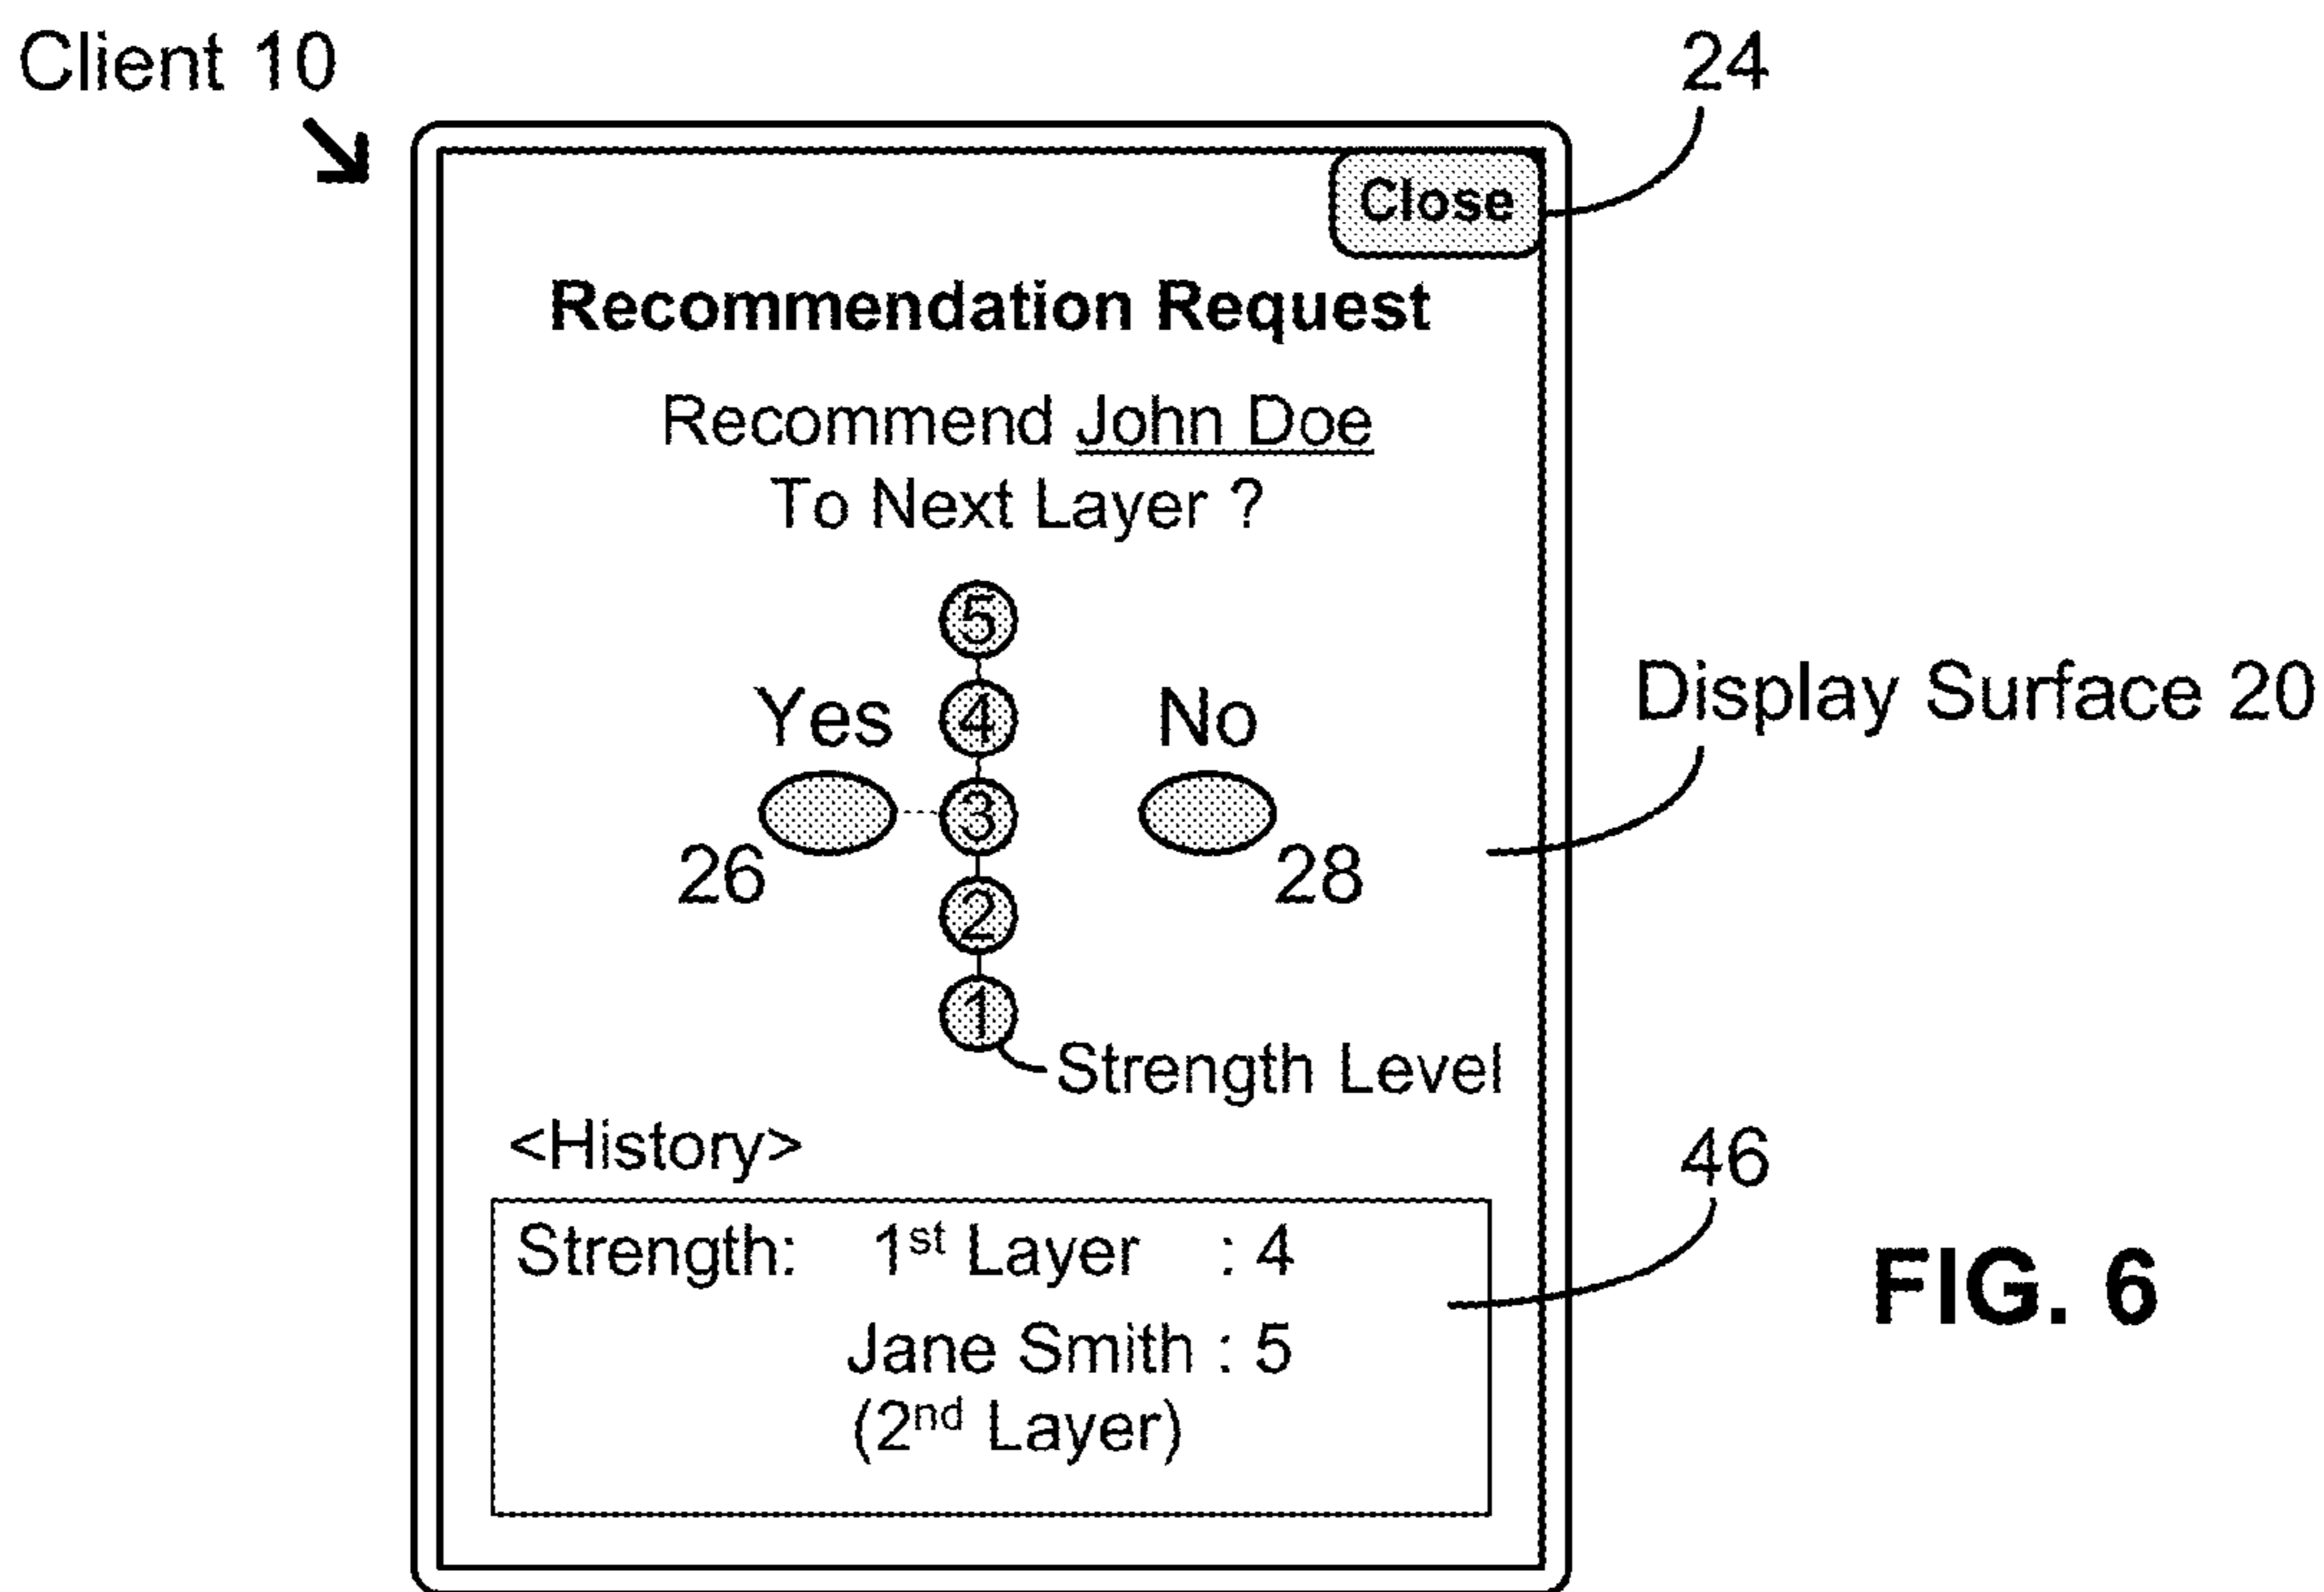 Client 10
24
Close
Recommendation Request
Recommend John Doe
To Next Layer ?
5
Yes
4
No
Display Surface 20
3
26
28
2
1
Strength Level
<History>
46
Strength: 1st Layer : 4
Jane Smith : 5
(2nd Layer)
FIG. 6